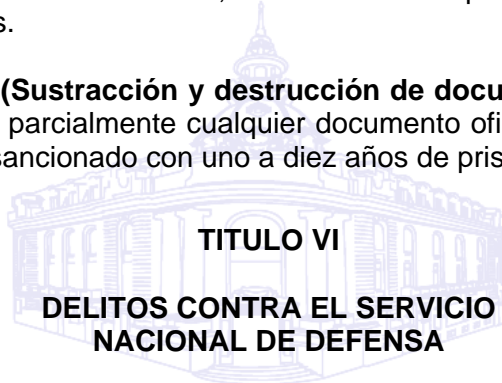 s.
(Sustracción y destrucción de docu
parcialmente cualquier documento ofi
sancionado con uno a diez años de pris
TITULO VI
DELITOS CONTRA EL SERVICIO
NACIONAL DE DEFENSA